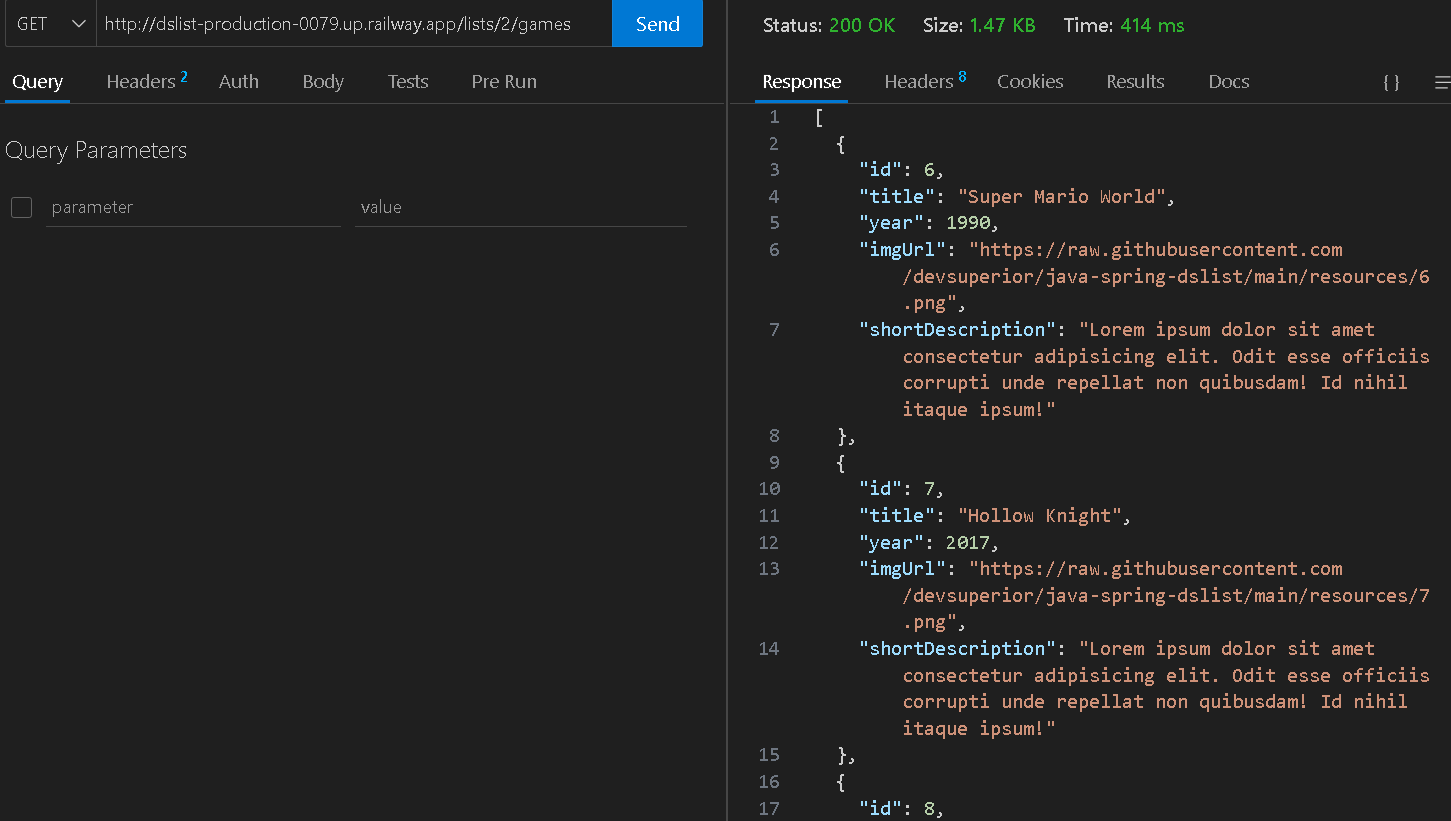 GET http://dslist-production-0079.up.railway.app/lists/2/games Send
Query Headers 2 Auth Body Tests Pre Run
Query Parameters
parameter value
Status: 200 OK Size: 1.47 KB Time: 414 ms
Response Headers 8 Cookies Results Docs { }
1 [
2 {
3 "id": 6,
4 "title": "Super Mario World",
5 "year": 1990,
6 "imgUrl": "https://raw.githubusercontent.com
/devsuperior/java-spring-dslist/main/resources/6
.png",
7 "shortDescription": "Lorem ipsum dolor sit amet
consectetur adipisicing elit. Odit esse officiis
corrupti unde repellat non quibusdam! Id nihil
itaque ipsum!"
8 },
9 {
10 "id": 7,
11 "title": "Hollow Knight",
12 "year": 2017,
13 "imgUrl": "https://raw.githubusercontent.com
/devsuperior/java-spring-dslist/main/resources/7
.png",
14 "shortDescription": "Lorem ipsum dolor sit amet
consectetur adipisicing elit. Odit esse officiis
corrupti unde repellat non quibusdam! Id nihil
itaque ipsum!"
15 },
16 {
17 "id": 8,